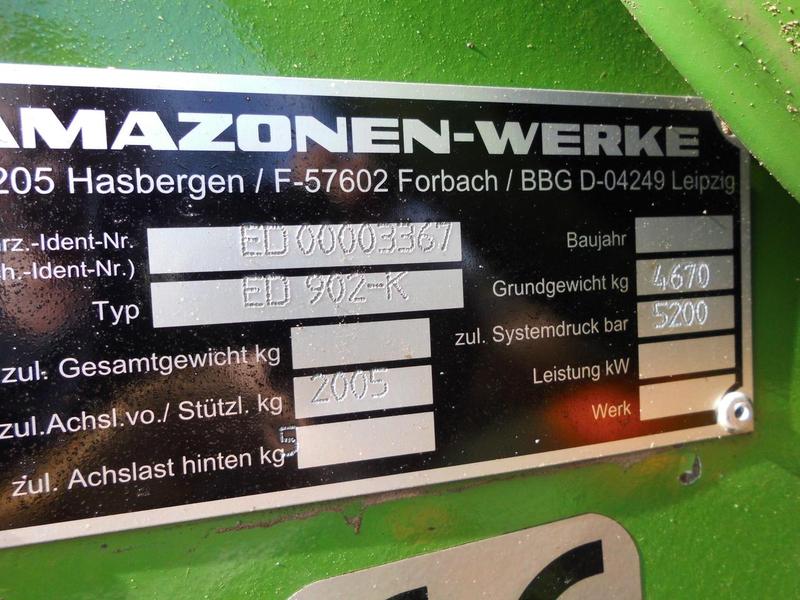 AMAZONEN-WERKE
205 Hasbergen / F-57602 Forbach / BBG D-04249 Leipzig
rz.-Ident-Nr. ED00003367 Baujahr
h.-Ident-Nr.)
Typ ED 902-K Grundgewicht kg 4670
zul. Gesamtgewicht kg zul. Systemdruck bar 5200
zul.Achsl.vo./ Stützl. kg 2005 Leistung kW
zul. Achslast hinten kg Werk